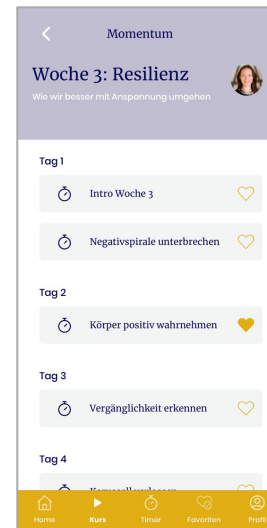 Momentum
Woche 3: Resilienz
Wie wir besser mit Anspannung umgehen
Tag 1
Intro Woche 3
Negativspirale unterbrechen
Tag 2
Körper positiv wahrnehmen
Tag 3
Vergänglichkeit erkennen
Tag 4
Home Kurs Timer Favoriten Profil